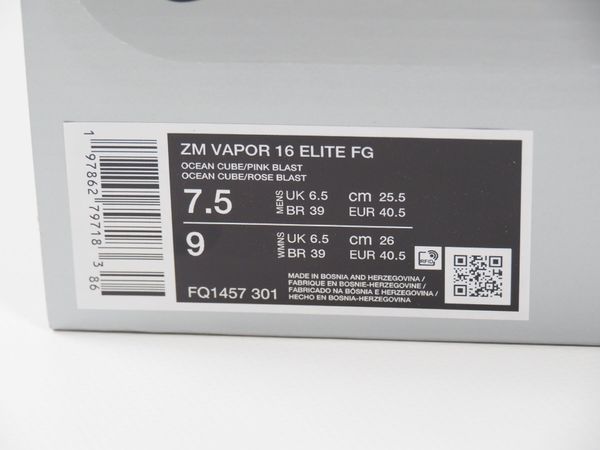 ZM VAPOR 16 ELITE FG
OCEAN CUBE/PINK BLAST
OCEAN CUBE/ROSE BLAST
7.5 MENS UK 6.5 cm 25.5
BR 39 EUR 40.5
9 WMNS UK 6.5 cm 26
BR 39 EUR 40.5
RFID
FQ1457 301
MADE IN BOSNIA AND HERZEGOVINA /
FABRIQUE EN BOSNIE-HERZEGOVINE /
FABRICADO NA BÓSNIA E HERZEGOVINA /
HECHO EN BOSNIA-HERZEGOVINA
1 97862 79718 3 86